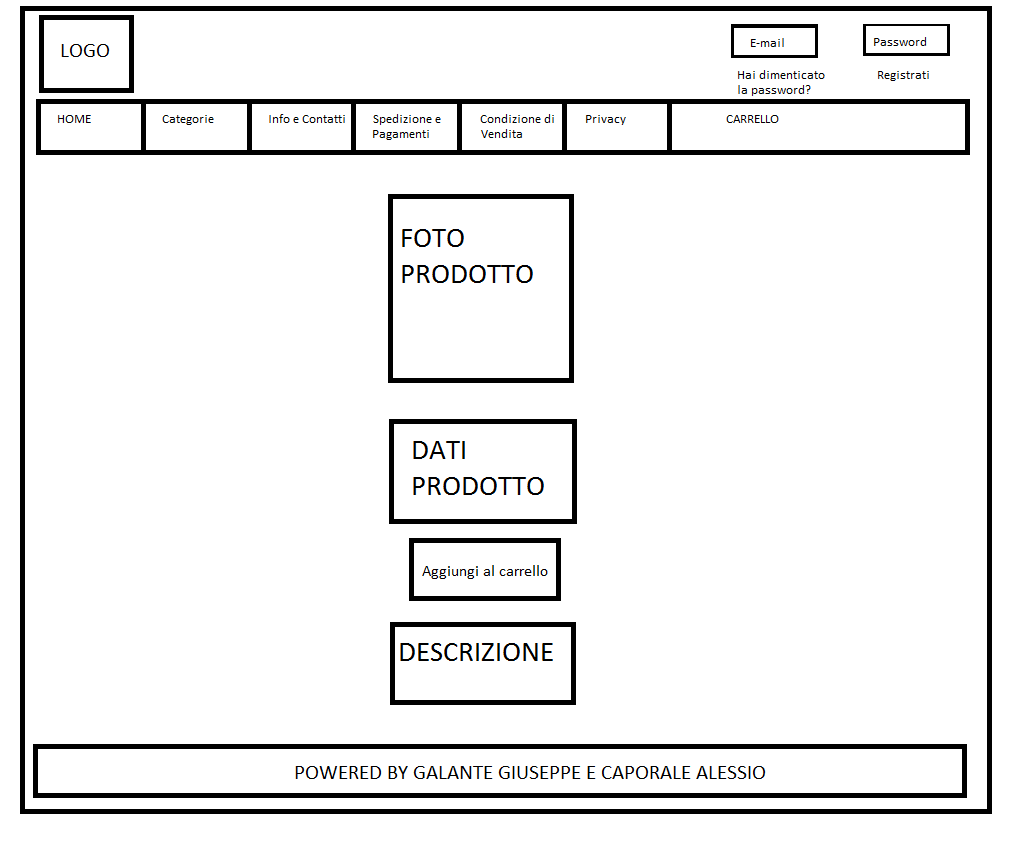 LOGO
E-mail
Password
Hai dimenticato
la password?
Registrati
HOME
Categorie
Info e Contatti
Spedizione e
Pagamenti
Condizione di
Vendita
Privacy
CARRELLO
FOTO
PRODOTTO
DATI
PRODOTTO
Aggiungi al carrello
DESCRIZIONE
POWERED BY GALANTE GIUSEPPE E CAPORALE ALESSIO